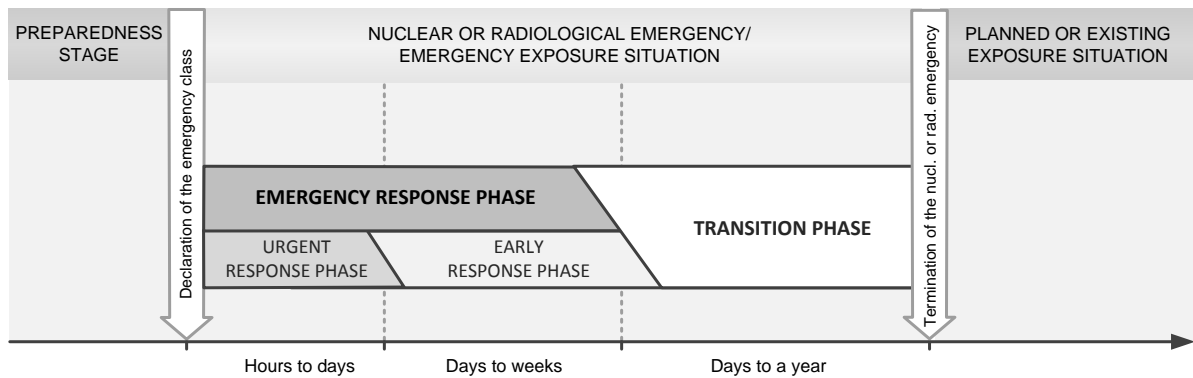 PREPAREDNESS
STAGE
Declaration of the emergency class
NUCLEAR OR RADIOLOGICAL EMERGENCY/
EMERGENCY EXPOSURE SITUATION
Termination of the nucl. or rad. emergency
PLANNED OR EXISTING
EXPOSURE SITUATION
EMERGENCY RESPONSE PHASE
URGENT
RESPONSE PHASE
EARLY
RESPONSE PHASE
TRANSITION PHASE
Hours to days
Days to weeks
Days to a year